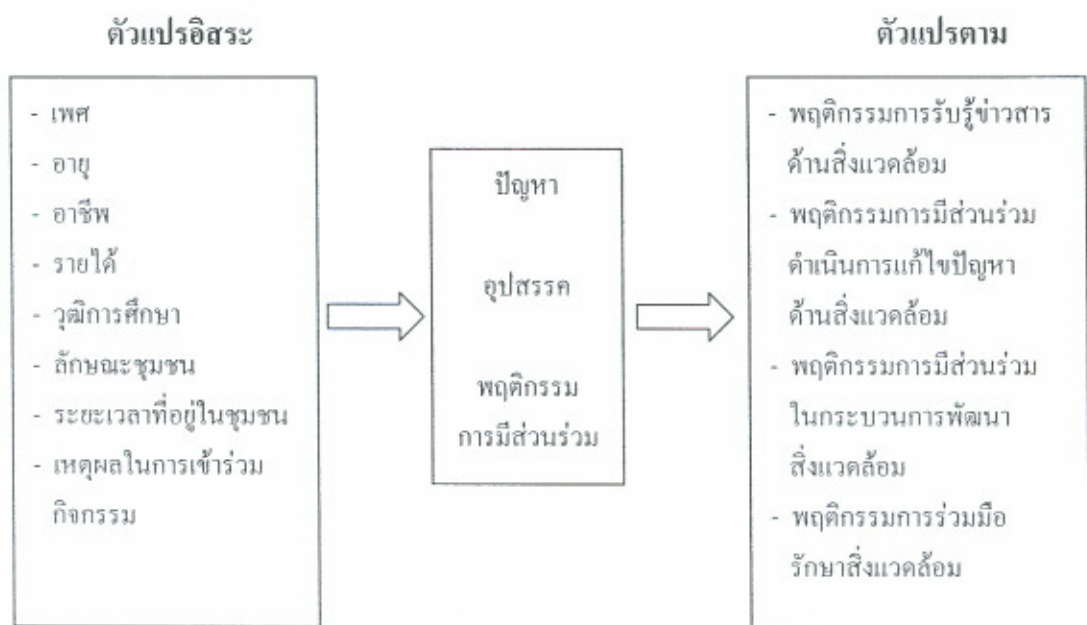 ตัวแปรอิสระ
- เพศ
- อายุ
- อาชีพ
- รายได้
- วุฒิการศึกษา
- ลักษณะชุมชน
- ระยะเวลาที่อยู่ในชุมชน
- เหตุผลในการเข้าร่วม
กิจกรรม
ปัญหา
อุปสรรค
พฤติกรรม
การมีส่วนร่วม
ตัวแปรตาม
- พฤติกรรมการรับรู้ข่าวสาร
ด้านสิ่งแวดล้อม
- พฤติกรรมการมีส่วนร่วม
ดำเนินการแก้ไขปัญหา
ด้านสิ่งแวดล้อม
- พฤติกรรมการมีส่วนร่วม
ในกระบวนการพัฒนา
สิ่งแวดล้อม
- พฤติกรรมการร่วมมือ
รักษาสิ่งแวดล้อม